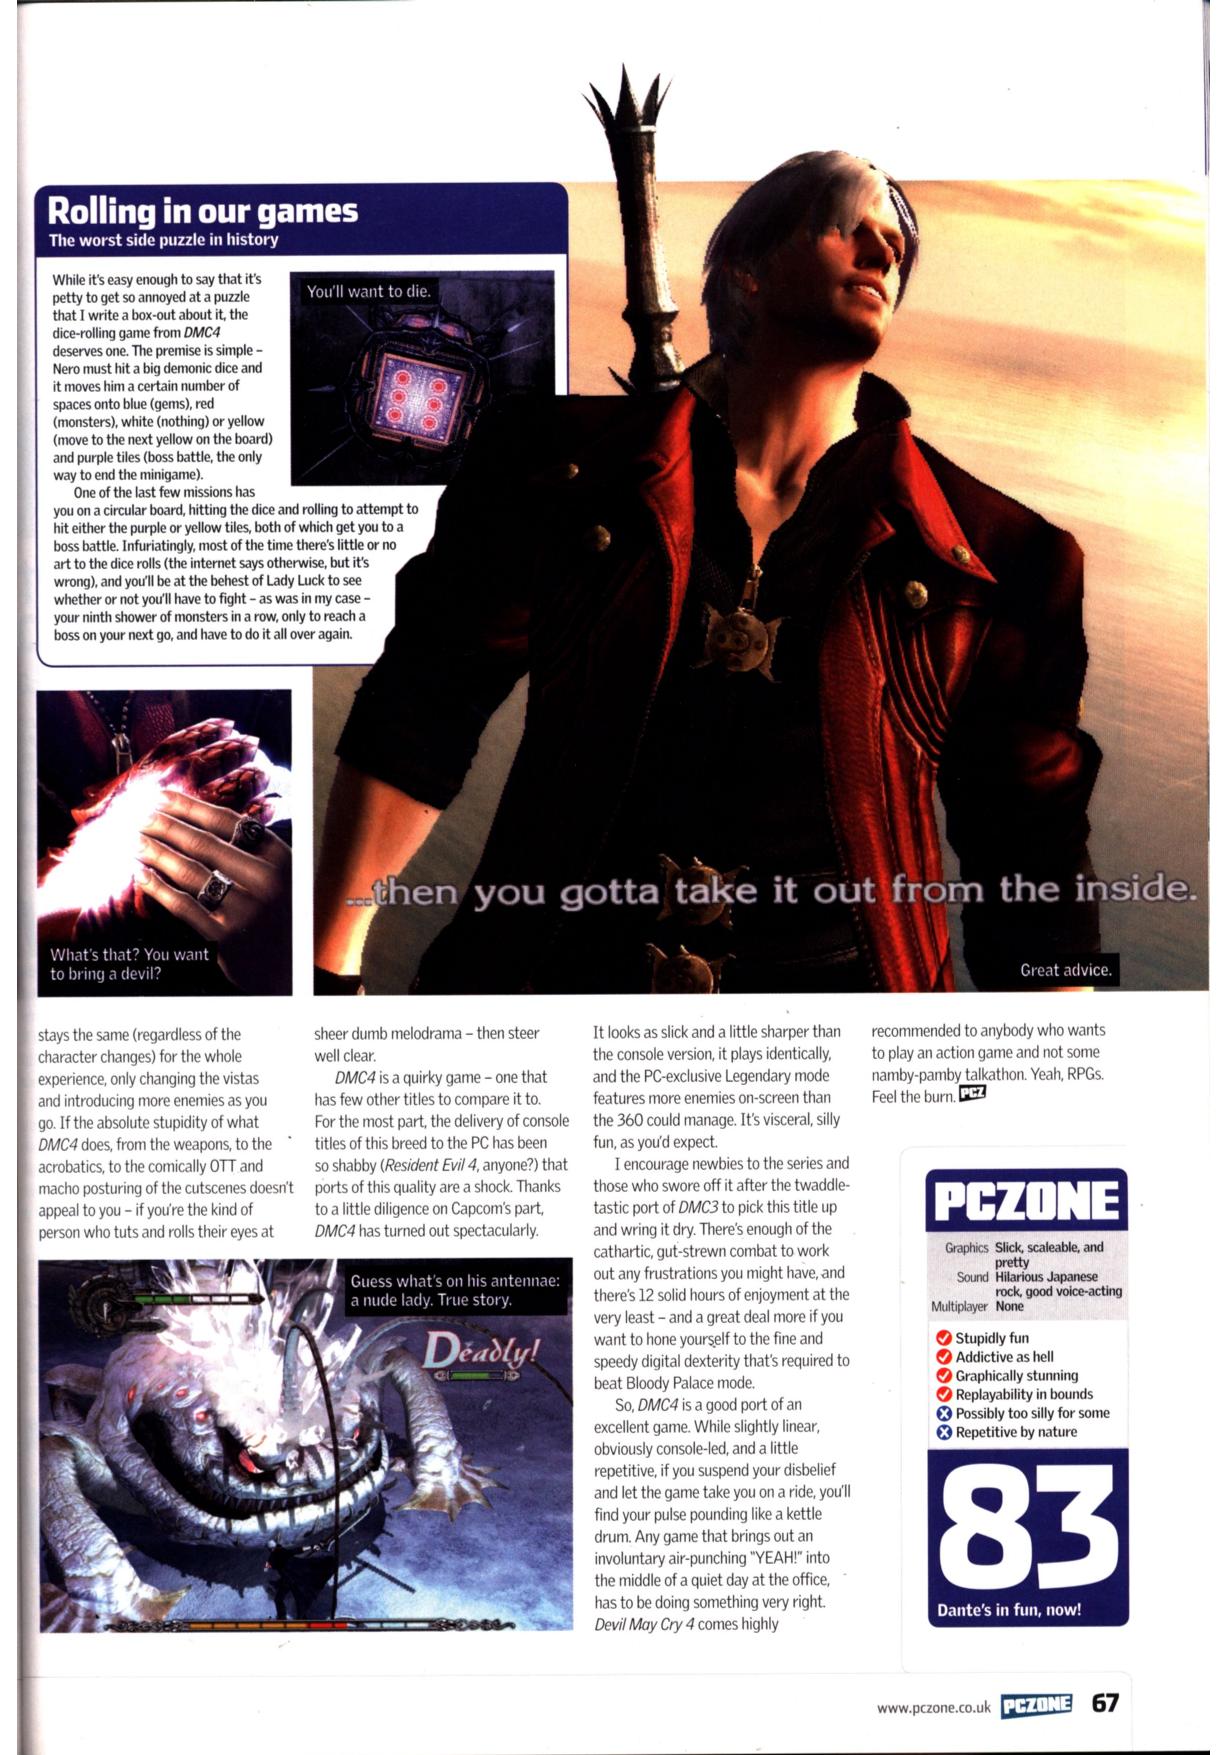 Rolling in our games
The worst side puzzle in history
While it's easy enough to say that it's
petty to get so annoyed at a puzzle
that I write a box-out about it, the
dice-rolling game from DMC4
deserves one. The premise is simple –
Nero must hit a big demonic dice and
it moves him a certain number of
spaces onto blue (gems), red
(monsters), white (nothing) or yellow
(move to the next yellow on the board)
and purple tiles (boss battle, the only
way to end the minigame).
One of the last few missions has
you on a circular board, hitting the dice and rolling to attempt to
hit either the purple or yellow tiles, both of which get you to a
boss battle. Infuriatingly, most of the time there's little or no
art to the dice rolls (the internet says otherwise, but it's
wrong), and you'll be at the behest of Lady Luck to see
whether or not you'll have to fight – as was in my case –
your ninth shower of monsters in a row, only to reach a
boss on your next go, and have to do it all over again.
You'll want to die.
...then you gotta take it out from the inside.
Great advice.
What's that? You want
to bring a devil?
stays the same (regardless of the
character changes) for the whole
experience, only changing the vistas
and introducing more enemies as you
go. If the absolute stupidity of what
DMC4 does, from the weapons, to the
acrobatics, to the comically OTT and
macho posturing of the cutscenes doesn't
appeal to you – if you're the kind of
person who tuts and rolls their eyes at
sheer dumb melodrama – then steer
well clear.
DMC4 is a quirky game – one that
has few other titles to compare it to.
For the most part, the delivery of console
titles of this breed to the PC has been
so shabby (Resident Evil 4, anyone?) that
ports of this quality are a shock. Thanks
to a little diligence on Capcom's part,
DMC4 has turned out spectacularly.
Guess what's on his antennae:
a nude lady. True story.
Deadly!
It looks as slick and a little sharper than
the console version, it plays identically,
and the PC-exclusive Legendary mode
features more enemies on-screen than
the 360 could manage. It's visceral, silly
fun, as you'd expect.
I encourage newbies to the series and
those who swore off it after the twaddle-
tastic port of DMC3 to pick this title up
and wring it dry. There's enough of the
cathartic, gut-strewn combat to work
out any frustrations you might have, and
there's 12 solid hours of enjoyment at the
very least – and a great deal more if you
want to hone yourself to the fine and
speedy digital dexterity that's required to
beat Bloody Palace mode.
So, DMC4 is a good port of an
excellent game. While slightly linear,
obviously console-led, and a little
repetitive, if you suspend your disbelief
and let the game take you on a ride, you'll
find your pulse pounding like a kettle
drum. Any game that brings out an
involuntary air-punching "YEAH!" into
the middle of a quiet day at the office,
has to be doing something very right.
Devil May Cry 4 comes highly
recommended to anybody who wants
to play an action game and not some
namby-pamby talkathon. Yeah, RPGs.
Feel the burn. PCZ
PCZONE
Graphics Slick, scaleable, and
pretty
Sound Hilarious Japanese
rock, good voice-acting
Multiplayer None
Stupidly fun
Addictive as hell
Graphically stunning
Replayability in bounds
Possibly too silly for some
Repetitive by nature
83
Dante's in fun, now!
www.pczone.co.uk PCZONE 67